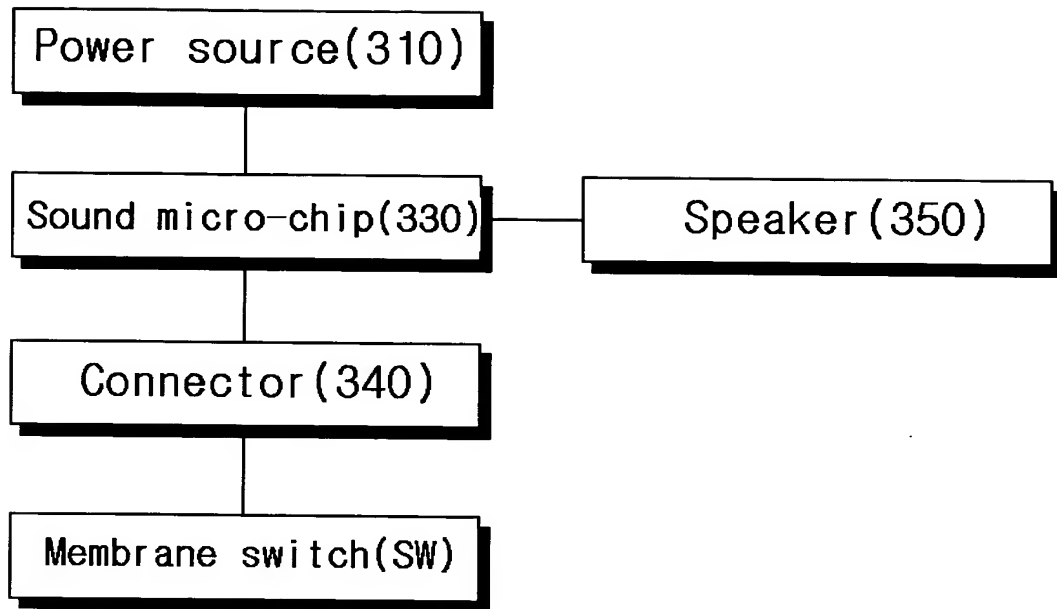 Power source(310)
Sound micro-chip(330)
Speaker(350)
Connector(340)
Membrane switch(SW)